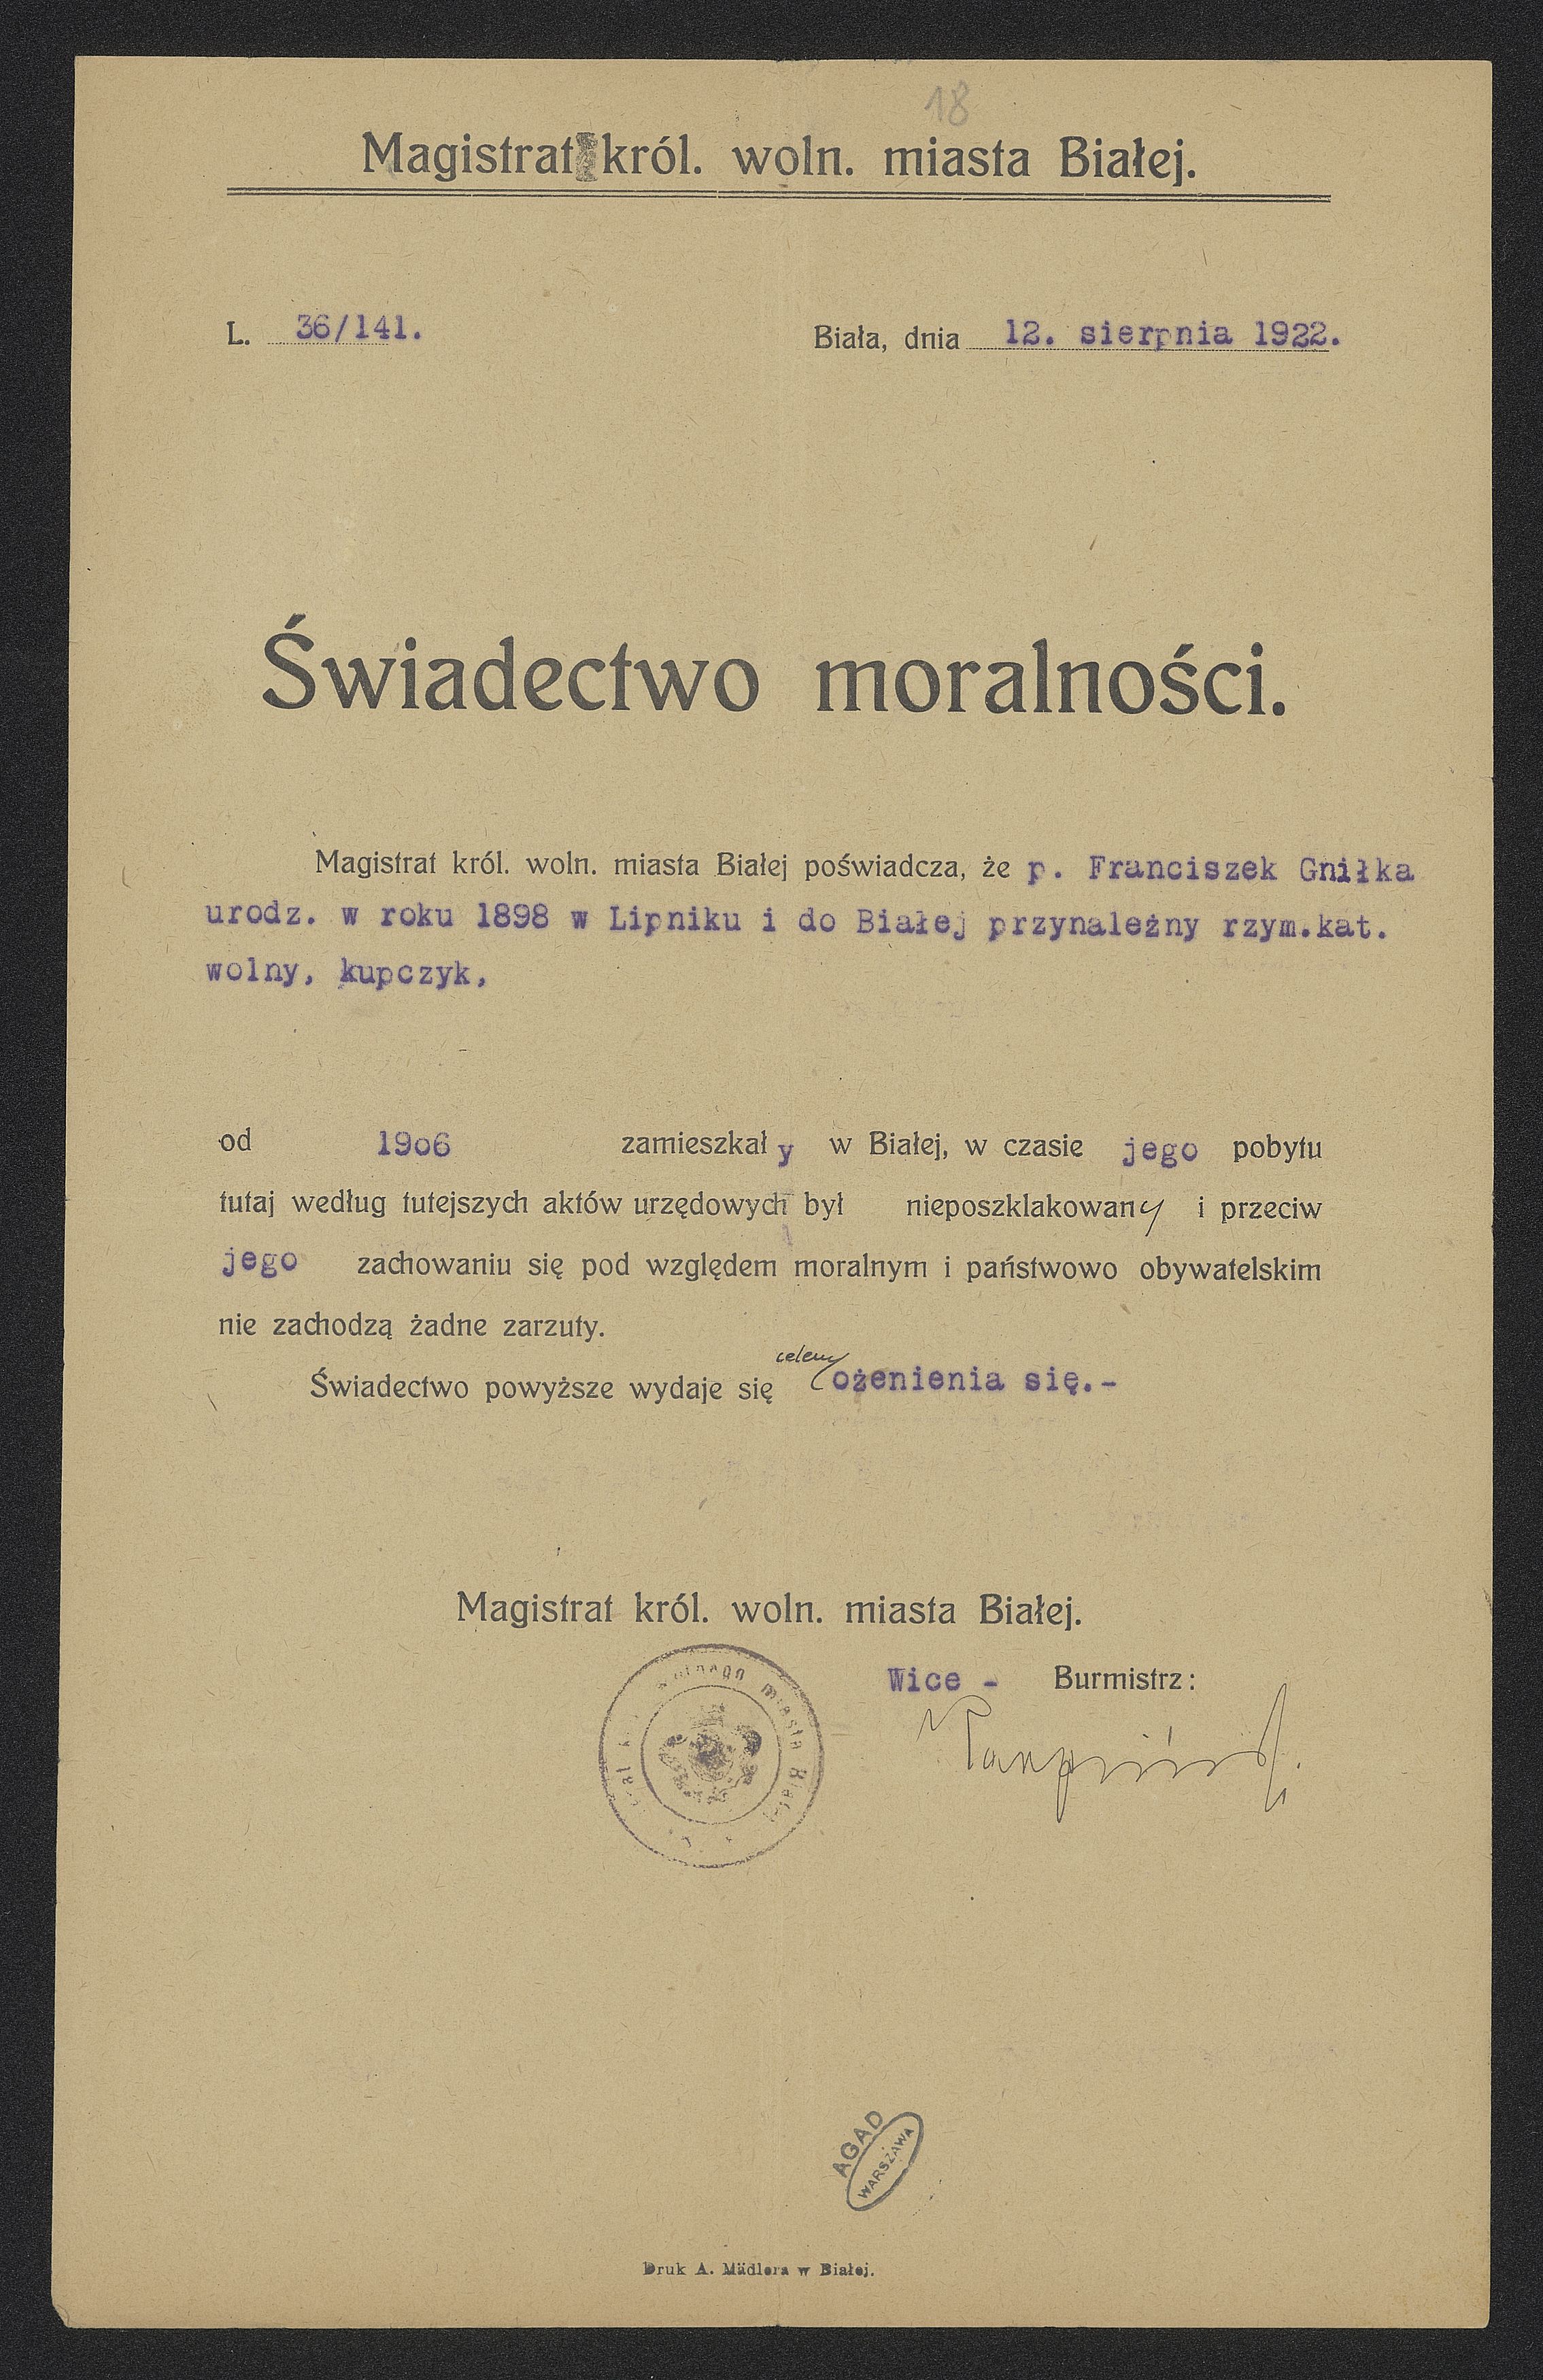 18
Magistrat król. woln. miasta Białej.
L. 36/141.
Biała, dnia 12. sierpnia 1922.
Świadectwo moralności.
Magistrat król. woln. miasta Białej poświadcza, że p. Franciszek Gniłka
urodz. w roku 1898 w Lipniku i do Białej przynależny rzym.kat.
wolny, kupczyk,
od 19o6 zamieszkały w Białej, w czasie jego pobytu
tutaj według tutejszych aktów urzędowych był nieposzklakowany i przeciw
jego zachowaniu się pod względem moralnym i państwowo obywatelskim
nie zachodzą żadne zarzuty.
celem
Świadectwo powyższe wydaje się ożenienia się.-
Magistrat król. woln. miasta Białej.
Wice - Burmistrz:
miasta Białej
AGAD
WARSZAWA
Druk A. Mädlera w Białej.